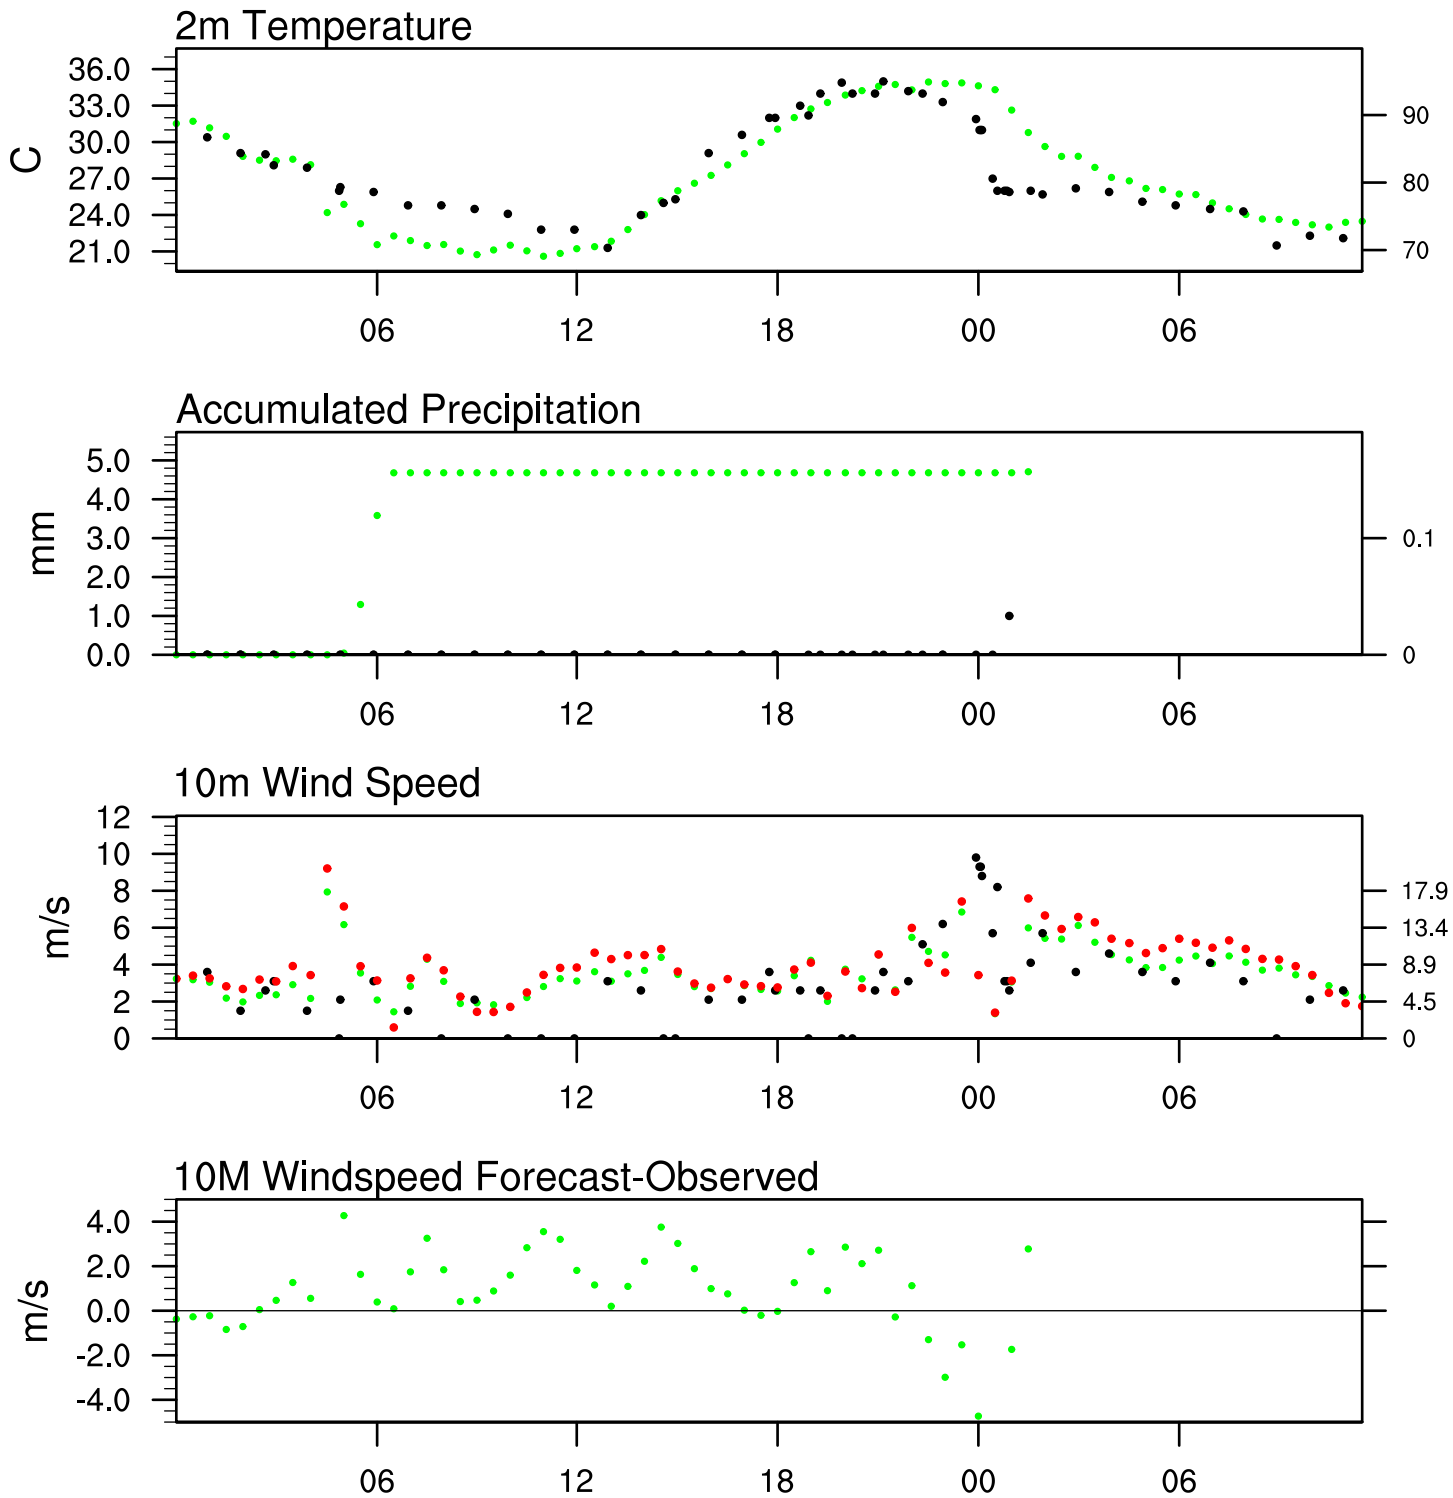 2m Temperature
36.0
33.0
30.0
27.0
24.0
21.0
C
90
80
70
06 12 18 00 06
Accumulated Precipitation
5.0
4.0
3.0
2.0
1.0
0.0
mm
0.1
0
06 12 18 00 06
10m Wind Speed
12
10
8
6
4
2
0
m/s
17.9
13.4
8.9
4.5
0
06 12 18 00 06
10M Windspeed Forecast-Observed
4.0
2.0
0.0
-2.0
-4.0
m/s
06 12 18 00 06